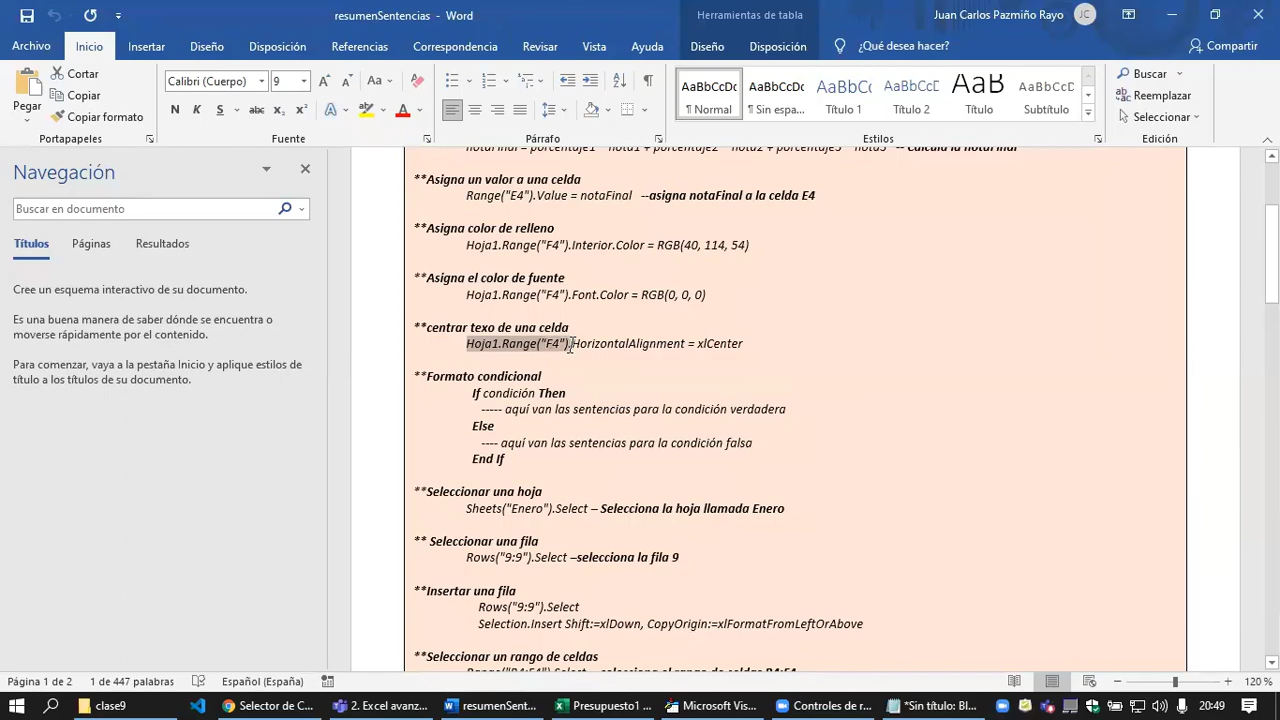 resumenSentencias - Word
Herramientas de tabla
Juan Carlos Pazmiño Rayo
JC
Archivo
Inicio
Insertar
Diseño
Disposición
Referencias
Correspondencia
Revisar
Vista
Ayuda
Diseño
Disposición
¿Qué desea hacer?
Compartir
Pegar
Cortar
Copiar
Copiar formato
Portapapeles
Calibri (Cuerpo)
9
N K S abc
Fuente
Párrafo
AaBbCcDc
¶ Normal
AaBbCcDc
¶ Sin espa...
AaBbCcD
Título 1
AaBbCcD
Título 2
AaB
Título
AaBbCcD
Subtítulo
Estilos
Buscar
Reemplazar
Seleccionar
Edición
Navegación
Buscar en documento
Títulos
Páginas
Resultados
Cree un esquema interactivo de su documento.
Es una buena manera de saber dónde se encuentra o
moverse rápidamente por el contenido.
Para comenzar, vaya a la pestaña Inicio y aplique estilos de
título a los títulos de su documento.
**Asigna un valor a una celda
Range("E4").Value = notaFinal --asigna notaFinal a la celda E4
**Asigna color de relleno
Hoja1.Range("F4").Interior.Color = RGB(40, 114, 54)
**Asigna el color de fuente
Hoja1.Range("F4").Font.Color = RGB(0, 0, 0)
**centrar texo de una celda
Hoja1.Range("F4").HorizontalAlignment = xlCenter
**Formato condicional
If condición Then
----- aquí van las sentencias para la condición verdadera
Else
---- aquí van las sentencias para la condición falsa
End If
**Seleccionar una hoja
Sheets("Enero").Select – Selecciona la hoja llamada Enero
** Seleccionar una fila
Rows("9:9").Select –selecciona la fila 9
**Insertar una fila
Rows("9:9").Select
Selection.Insert Shift:=xlDown, CopyOrigin:=xlFormatFromLeftOrAbove
**Seleccionar un rango de celdas
Página 1 de 2
1 de 447 palabras
Español (España)
120 %
clase9
Selector de C...
2. Excel avanz...
resumenSent...
Presupuesto1 ...
Microsoft Vis...
Controles de r...
*Sin título: Bl...
20:49